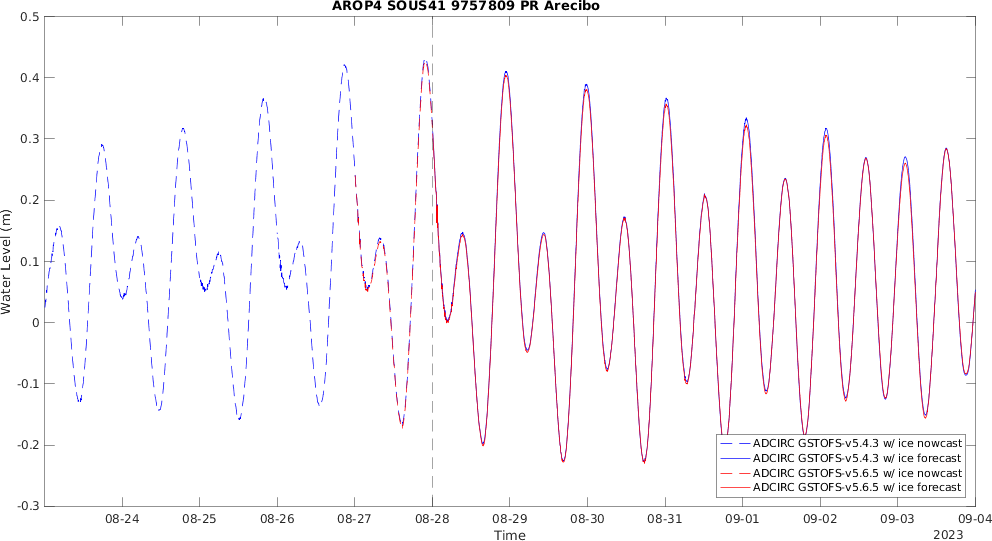 AROP4 SOUS41 9757809 PR Arecibo
0.5
0.4
0.3
0.2
0.1
0
-0.1
-0.2
-0.3
Water Level (m)
08-24 08-25 08-26 08-27 08-28 08-29 08-30 08-31 09-01 09-02 09-03 09-04
Time
2023
ADCIRC GSTOFS-v5.4.3 w/ ice nowcast
ADCIRC GSTOFS-v5.4.3 w/ ice forecast
ADCIRC GSTOFS-v5.6.5 w/ ice nowcast
ADCIRC GSTOFS-v5.6.5 w/ ice forecast